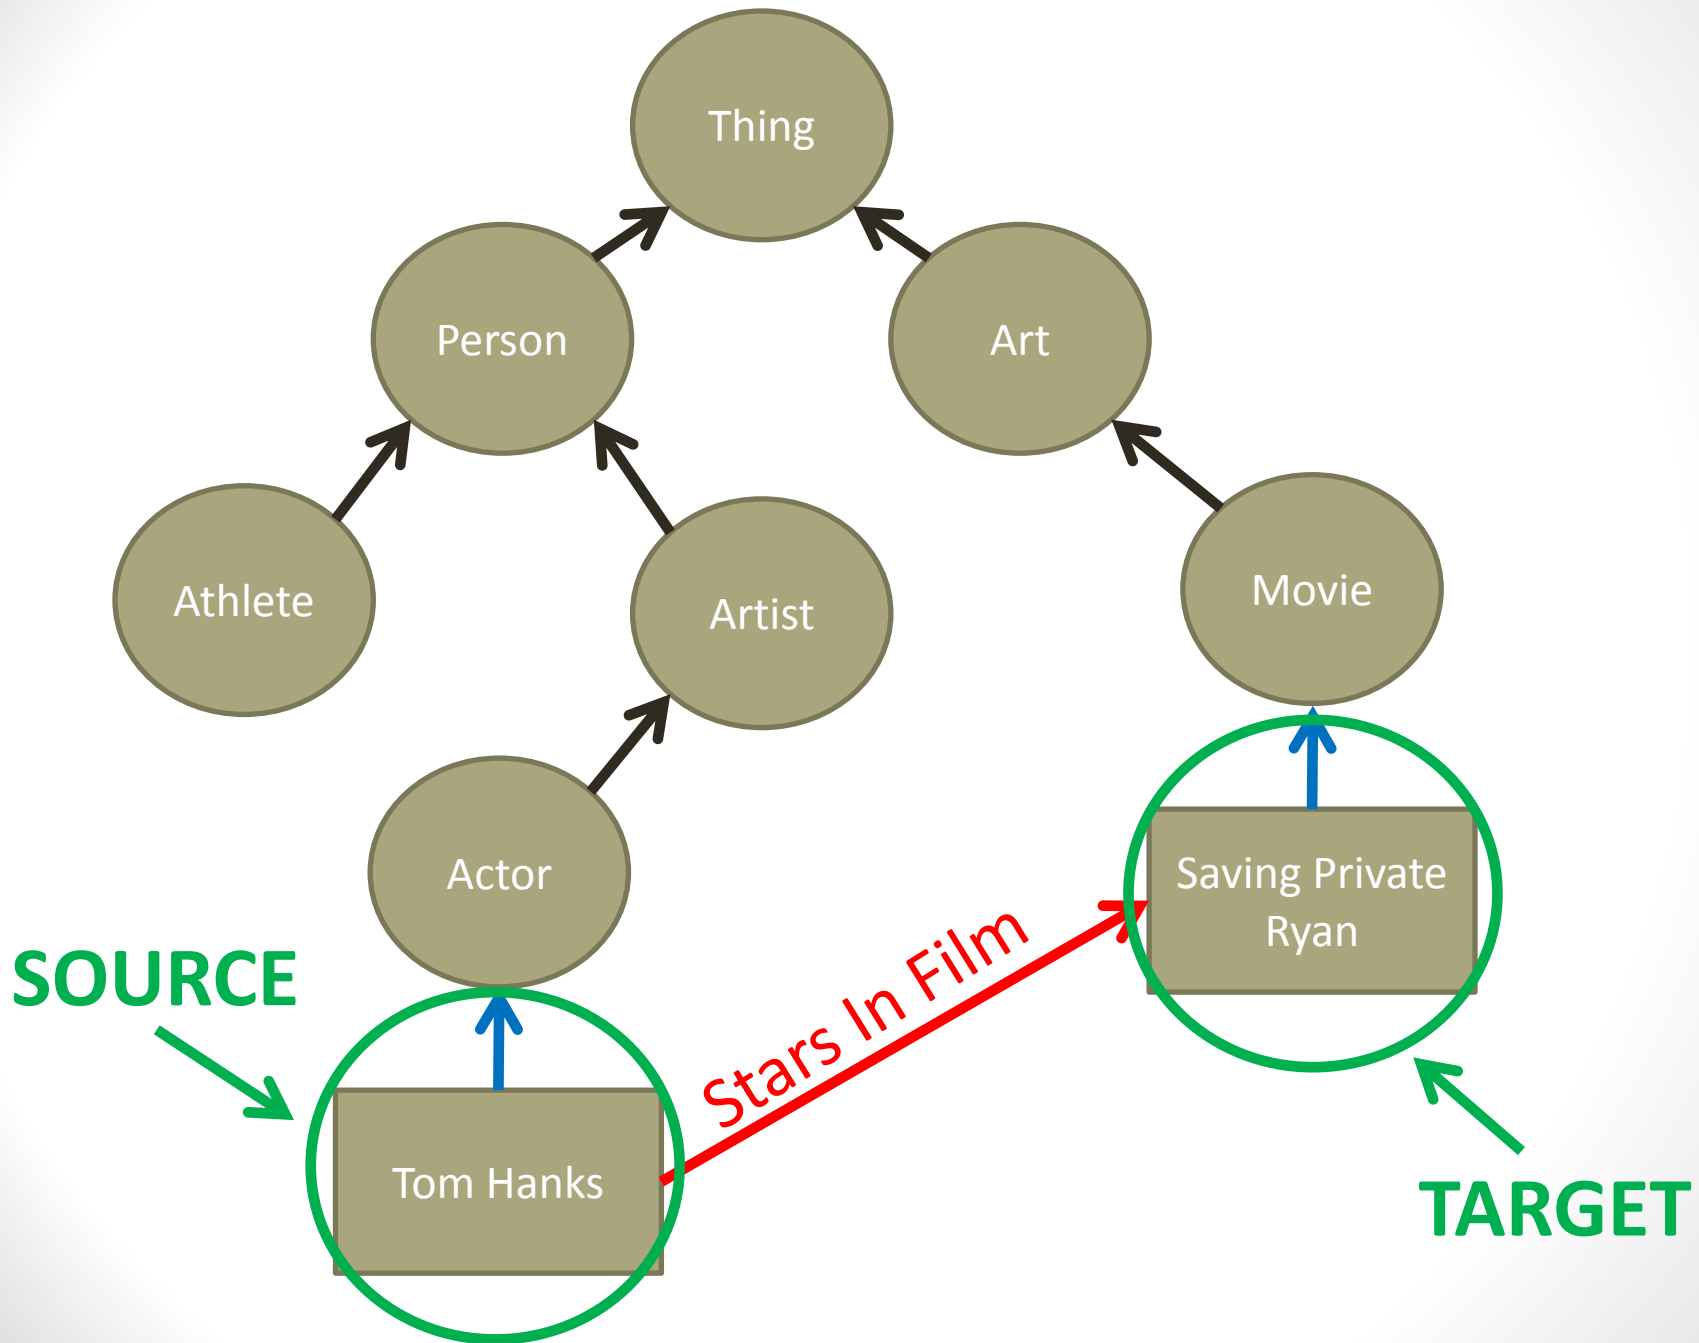 Thing
Person
Art
Athlete
Artist
Movie
Actor
Saving Private
Ryan
SOURCE
Stars In Film
Tom Hanks
TARGET